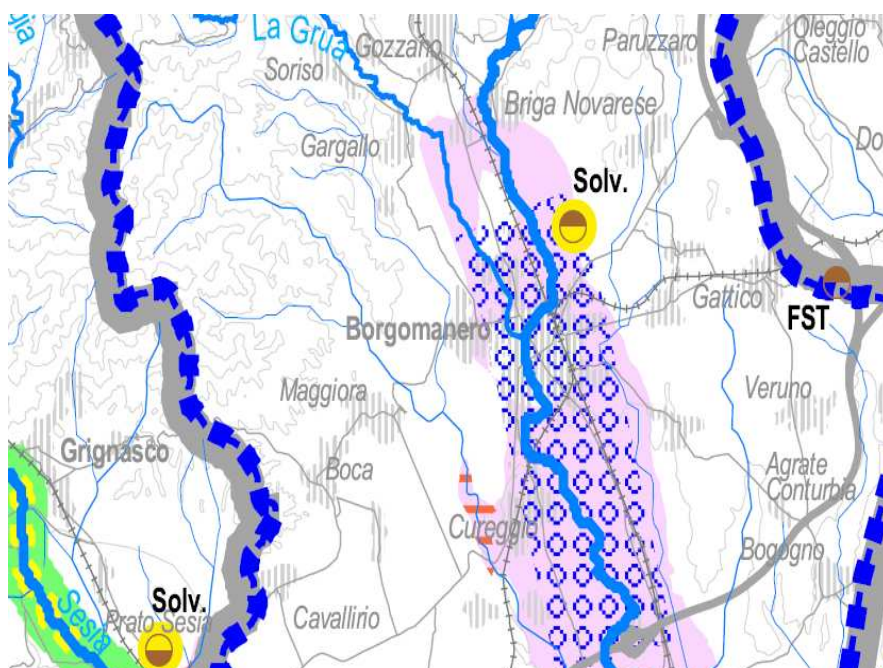 La Grua
Gozzano
Soriso
Paruzzaro
Oleggio
Castello
Briga Novarese
Gargallo
Solv.
Gattico
FST
Borgomanero
Maggiora
Veruno
Grignasco
Boca
Agrate
Conturbia
Cureggio
Bogogno
Sesia
Solv.
Prato Sesia
Cavallirio